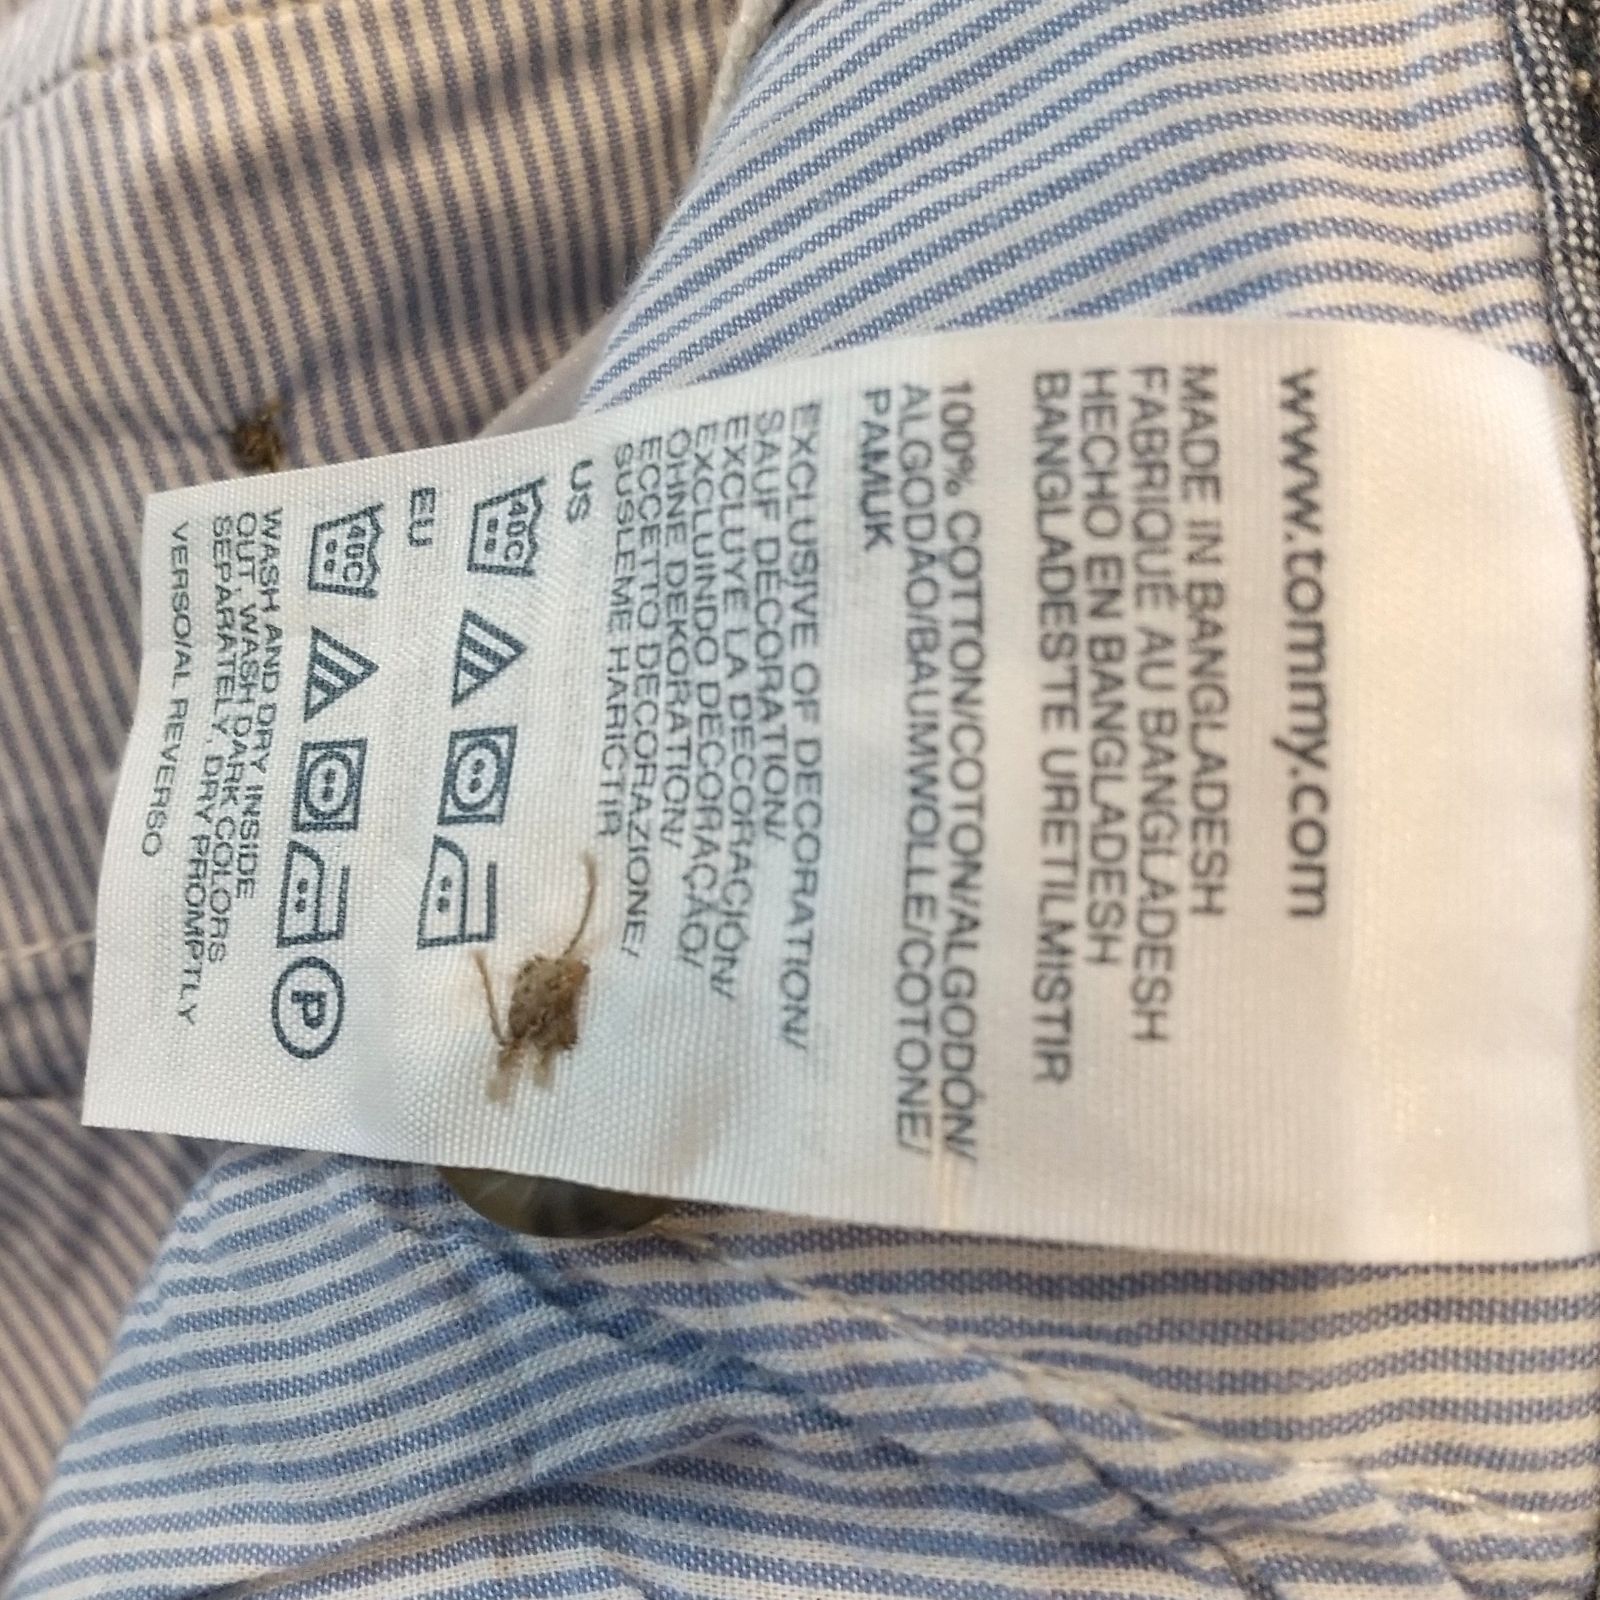 www.tommy.com
MADE IN BANGLADESH
FABRIQUÉ AU BANGLADESH
HECHO EN BANGLADESH
BANGLADESTE URETILMISTIR
100% COTTON/COTON/ALGODÓN/
ALGODÃO/BAUMWOLLE/COTONE/
PAMUK
EXCLUSIVE OF DECORATION/
SAUF DÉCORATION/
EXCLUYE LA DECORACIÓN/
EXCLUINDO DECORAÇÃO/
OHNE DEKORATION/
ECCETTO DECORAZIONE/
SUSLEME HARICTIR
US
40C
EU
40C
P
WASH AND DRY INSIDE
OUT, WASH DARK COLORS
SEPARATELY, DRY PROMPTLY
VERSO/AL REVERSO